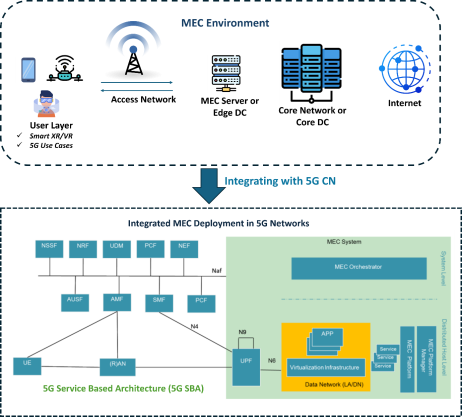 MEC Environment
Access Network
MEC Server or
Edge DC
Core Network or
Core DC
Internet
User Layer
✓ Smart XR/VR
✓ 5G Use Cases
Integrating with 5G CN
Integrated MEC Deployment in 5G Networks
NSSF
NRF
UDM
PCF
NEF
MEC System
System Level
Naf
MEC Orchestrator
AUSF
AMF
SMF
PCF
Distributed Host Level
N4
N9
UPF
N6
APP
Virtualization Infrastructure
Data Network (LA/DN)
Service
Service
Service
MEC Platform
MEC Platform
Manager
UE
(R)AN
5G Service Based Architecture (5G SBA)